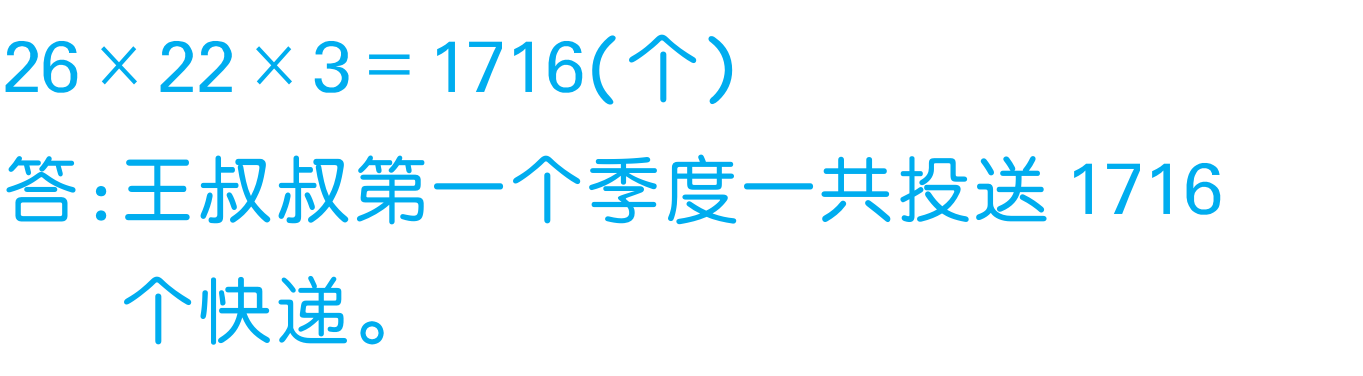 26 × 22 × 3 = 1716(个)
答:王叔叔第一个季度一共投送 1716
个快递。